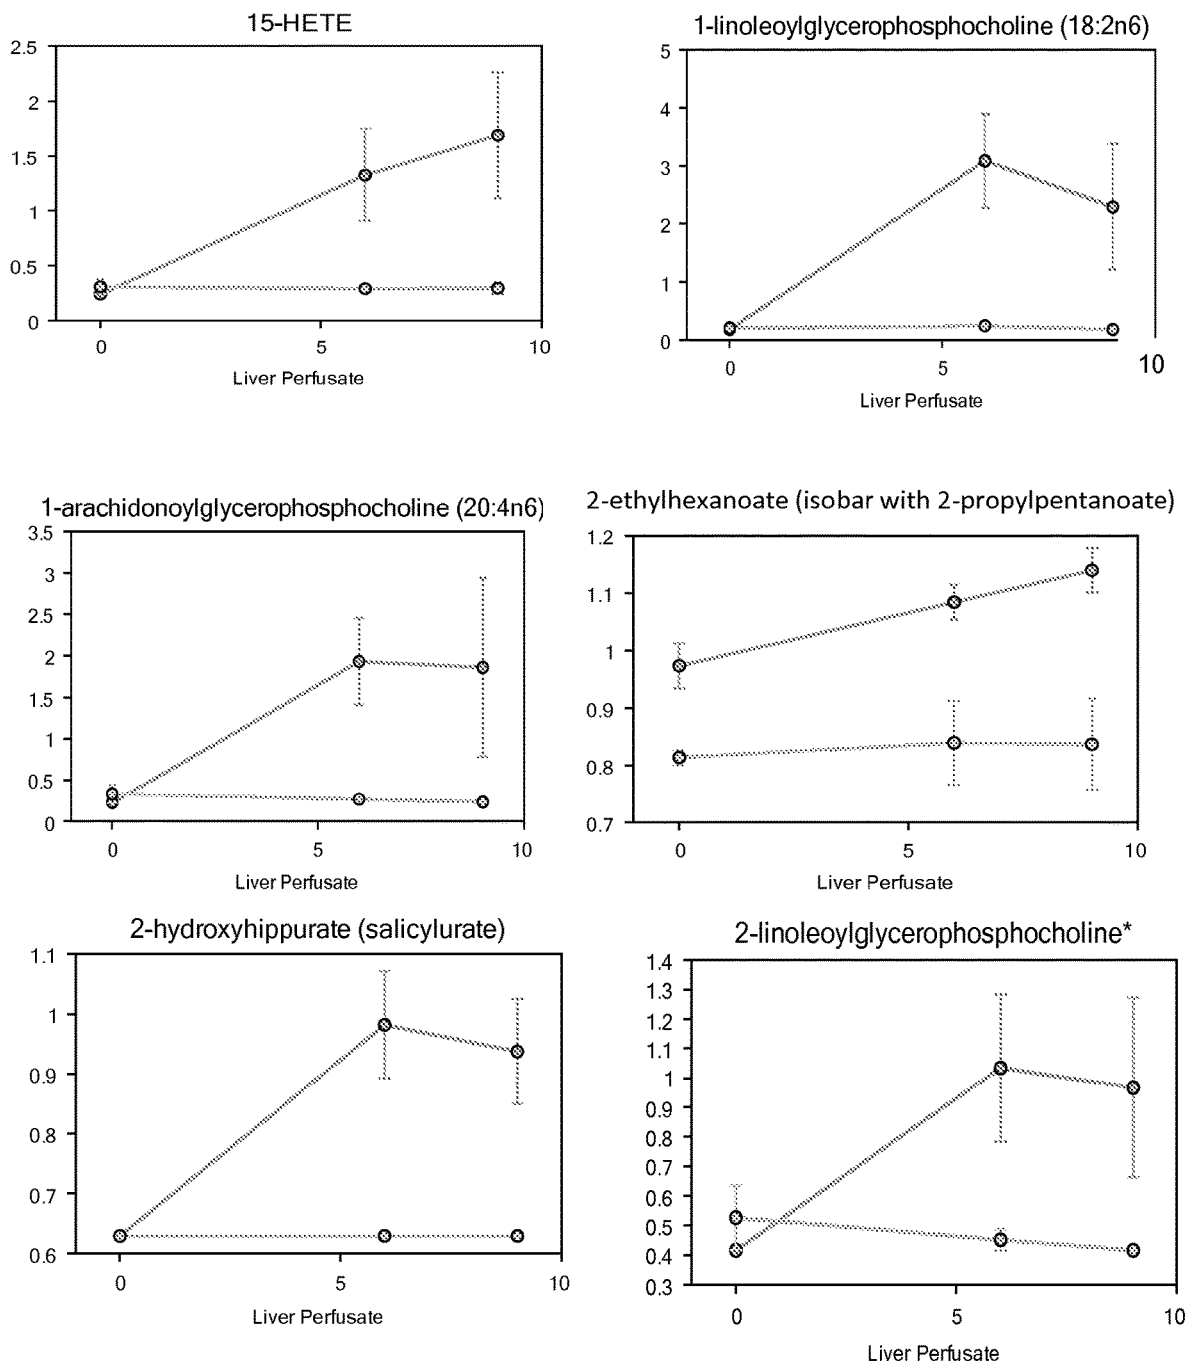 15-HETE
2.5
2
1.5
1
0.5
0
0 5 10
Liver Perfusate
1-linoleoylglycerophosphocholine (18:2n6)
5
4
3
2
1
0
0 5 10
Liver Perfusate
1-arachidonoylglycerophosphocholine (20:4n6)
3.5
3
2.5
2
1.5
1
0.5
0
0 5 10
Liver Perfusate
2-ethylhexanoate (isobar with 2-propylpentanoate)
1.2
1.1
1
0.9
0.8
0.7
0 5 10
Liver Perfusate
2-hydroxyhippurate (salicylurate)
1.1
1
0.9
0.8
0.7
0.6
0 5 10
Liver Perfusate
2-linoleoylglycerophosphocholine*
1.4
1.3
1.2
1.1
1
0.9
0.8
0.7
0.6
0.5
0.4
0.3
0 5 10
Liver Perfusate